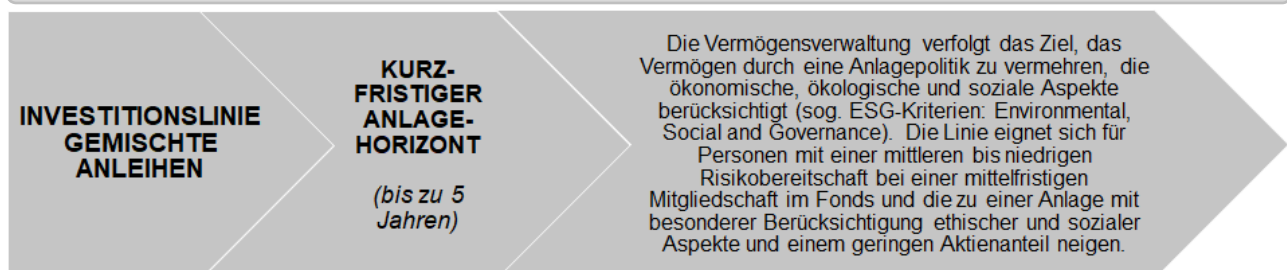 INVESTITIONSLINIE
GEMISCHTE
ANLEIHEN
KURZ-
FRISTIGER
ANLAGE-
HORIZONT
(bis zu 5
Jahren)
Die Vermögensverwaltung verfolgt das Ziel, das
Vermögen durch eine Anlagepolitik zu vermehren, die
ökonomische, ökologische und soziale Aspekte
berücksichtigt (sog. ESG-Kriterien: Environmental,
Social and Governance). Die Linie eignet sich für
Personen mit einer mittleren bis niedrigen
Risikobereitschaft bei einer mittelfristigen
Mitgliedschaft im Fonds und die zu einer Anlage mit
besonderer Berücksichtigung ethischer und sozialer
Aspekte und einem geringen Aktienanteil neigen.